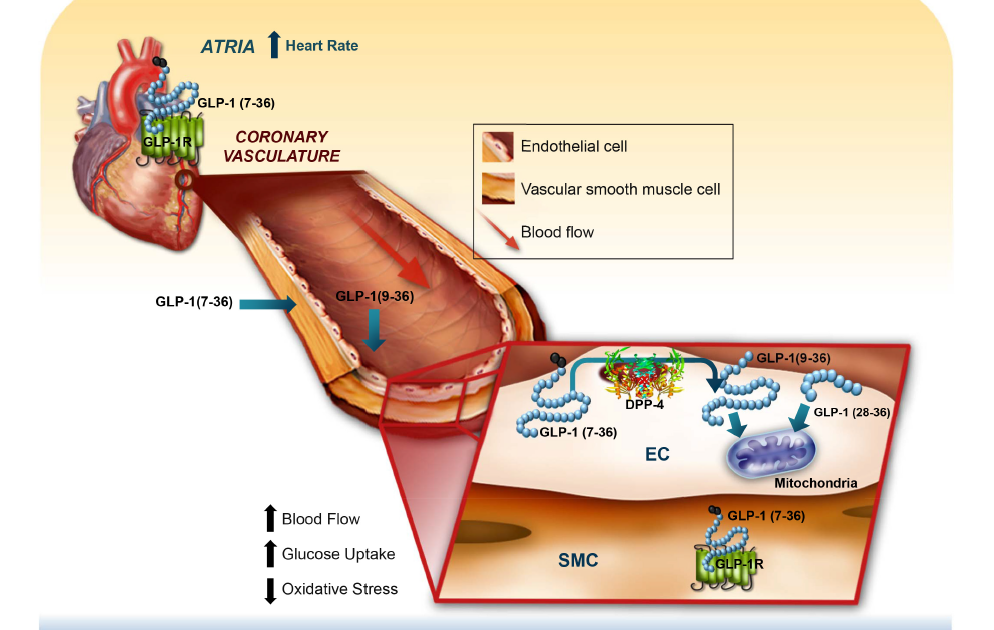 ATRIA
Heart Rate
GLP-1 (7-36)
GLP-1R
CORONARY
VASCULATURE
Endothelial cell
Vascular smooth muscle cell
Blood flow
GLP-1(7-36)
GLP-1(9-36)
GLP-1(9-36)
DPP-4
GLP-1 (28-36)
GLP-1 (7-36)
EC
Mitochondria
GLP-1 (7-36)
SMC
GLP-1R
Blood Flow
Glucose Uptake
Oxidative Stress